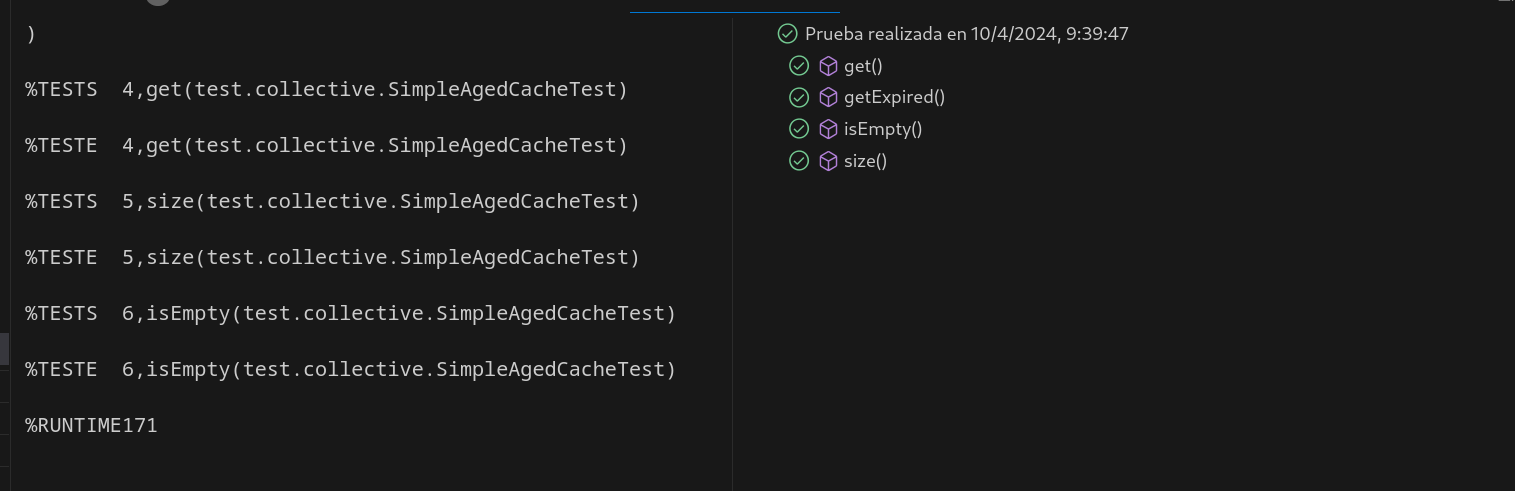 )
%TESTS  4,get(test.collective.SimpleAgedCacheTest)
%TESTE  4,get(test.collective.SimpleAgedCacheTest)
%TESTS  5,size(test.collective.SimpleAgedCacheTest)
%TESTE  5,size(test.collective.SimpleAgedCacheTest)
%TESTS  6,isEmpty(test.collective.SimpleAgedCacheTest)
%TESTE  6,isEmpty(test.collective.SimpleAgedCacheTest)
%RUNTIME171
Prueba realizada en 10/4/2024, 9:39:47
get()
getExpired()
isEmpty()
size()